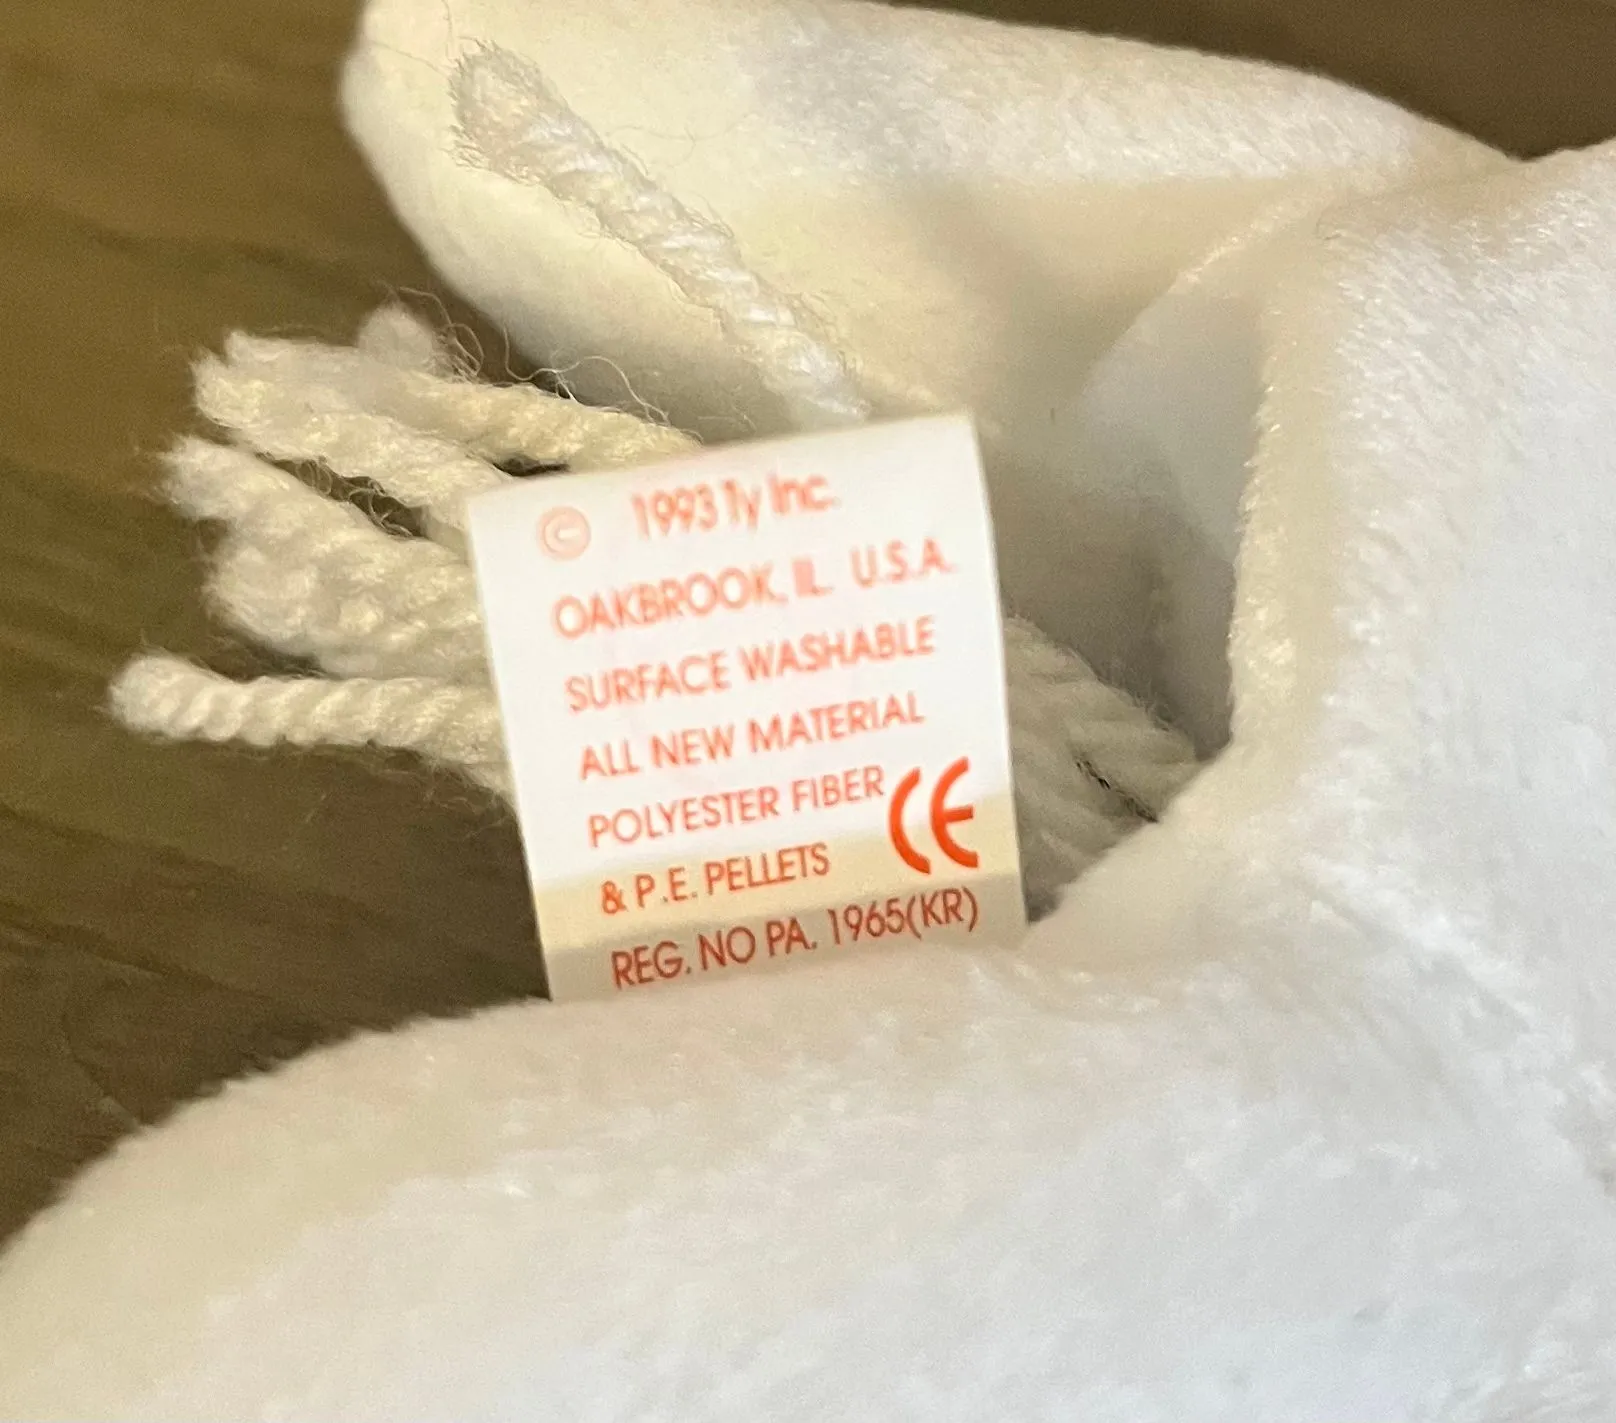 © 1993 Ty Inc.
OAKBROOK, IL. U.S.A.
SURFACE WASHABLE
ALL NEW MATERIAL
POLYESTER FIBER
& P.E. PELLETS CE
REG. NO PA. 1965(KR)